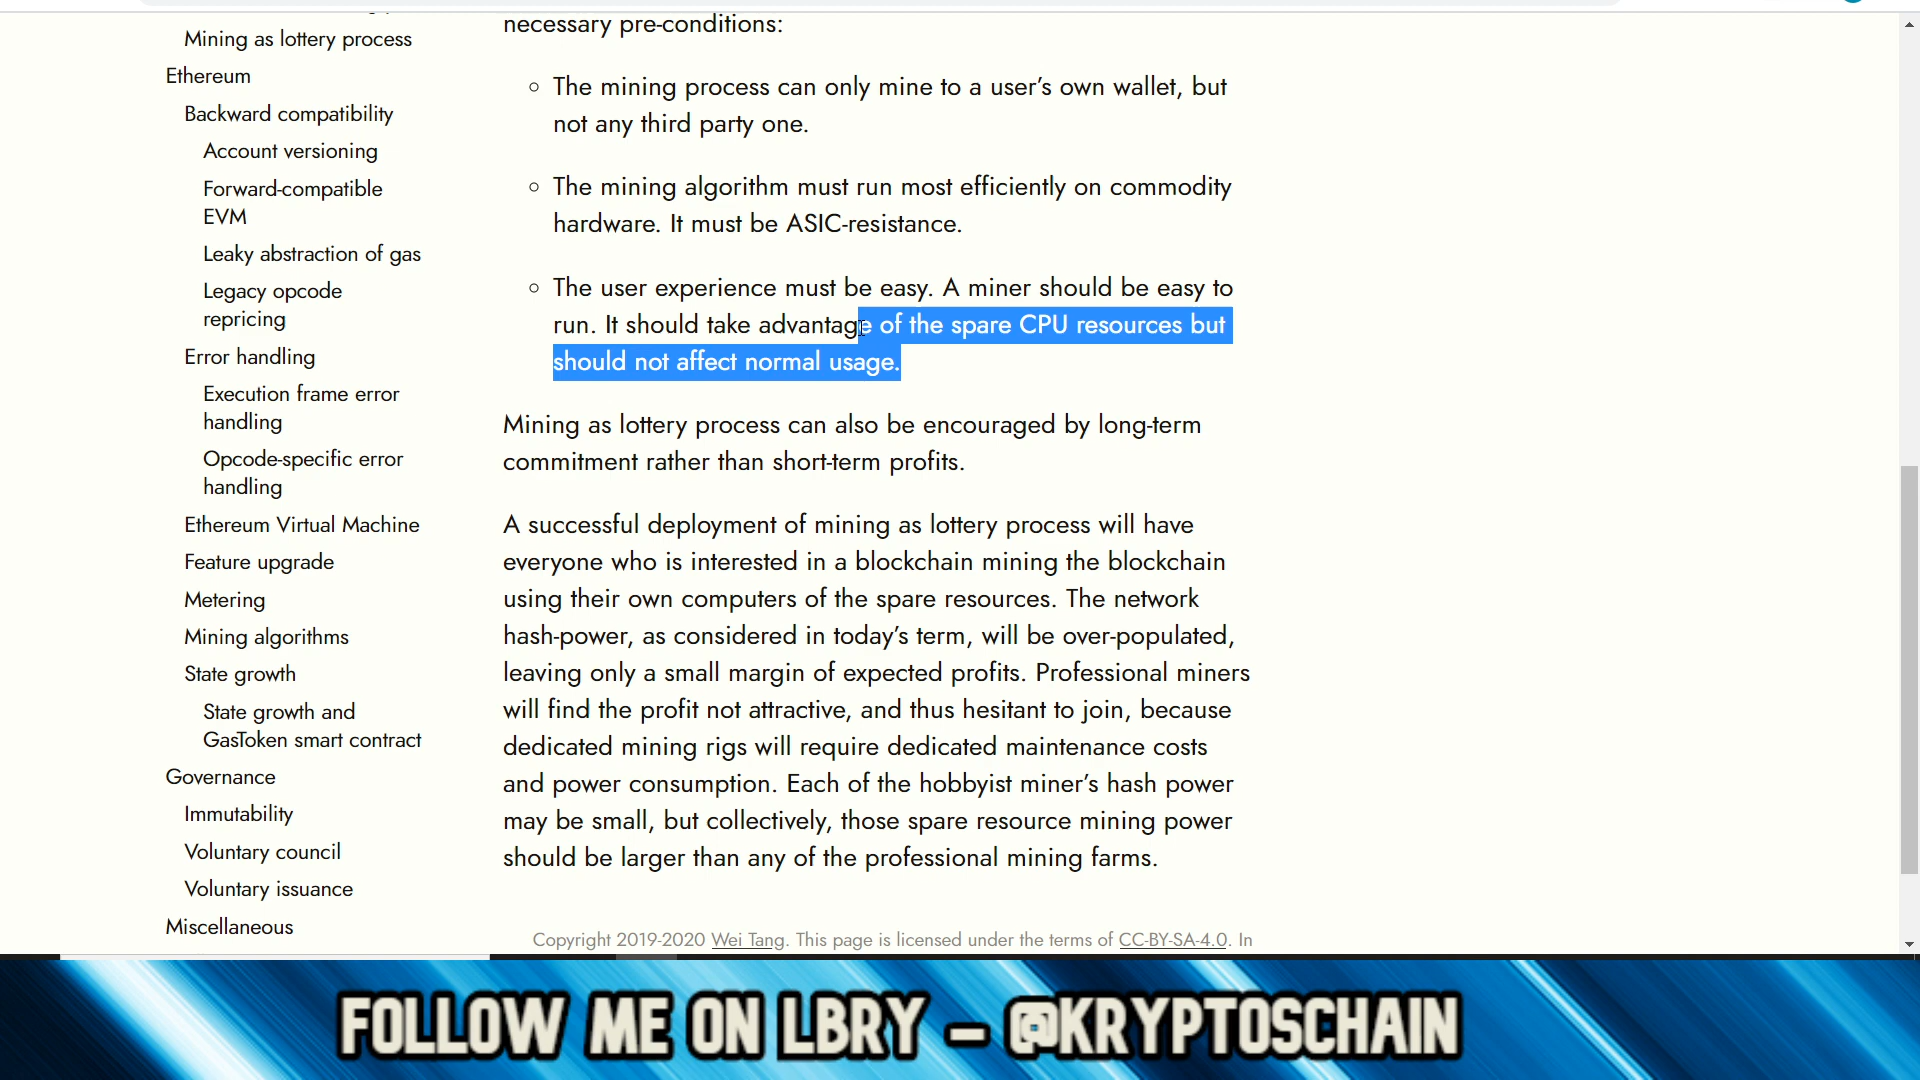 Mining as lottery process
Ethereum
Backward compatibility
Account versioning
Forward-compatible
EVM
Leaky abstraction of gas
Legacy opcode
repricing
Error handling
Execution frame error
handling
Opcode-specific error
handling
Ethereum Virtual Machine
Feature upgrade
Metering
Mining algorithms
State growth
State growth and
GasToken smart contract
Governance
Immutability
Voluntary council
Voluntary issuance
Miscellaneous
necessary pre-conditions:
The mining process can only mine to a user’s own wallet, but
not any third party one.
The mining algorithm must run most efficiently on commodity
hardware. It must be ASIC-resistance.
The user experience must be easy. A miner should be easy to
run. It should take advantage of the spare CPU resources but
should not affect normal usage.
Mining as lottery process can also be encouraged by long-term
commitment rather than short-term profits.
A successful deployment of mining as lottery process will have
everyone who is interested in a blockchain mining the blockchain
using their own computers of the spare resources. The network
hash-power, as considered in today’s term, will be over-populated,
leaving only a small margin of expected profits. Professional miners
will find the profit not attractive, and thus hesitant to join, because
dedicated mining rigs will require dedicated maintenance costs
and power consumption. Each of the hobbyist miner’s hash power
may be small, but collectively, those spare resource mining power
should be larger than any of the professional mining farms.
Copyright 2019-2020 Wei Tang. This page is licensed under the terms of CC-BY-SA-4.0. In
FOLLOW ME ON LBRY - @KRYPTOSCHAIN